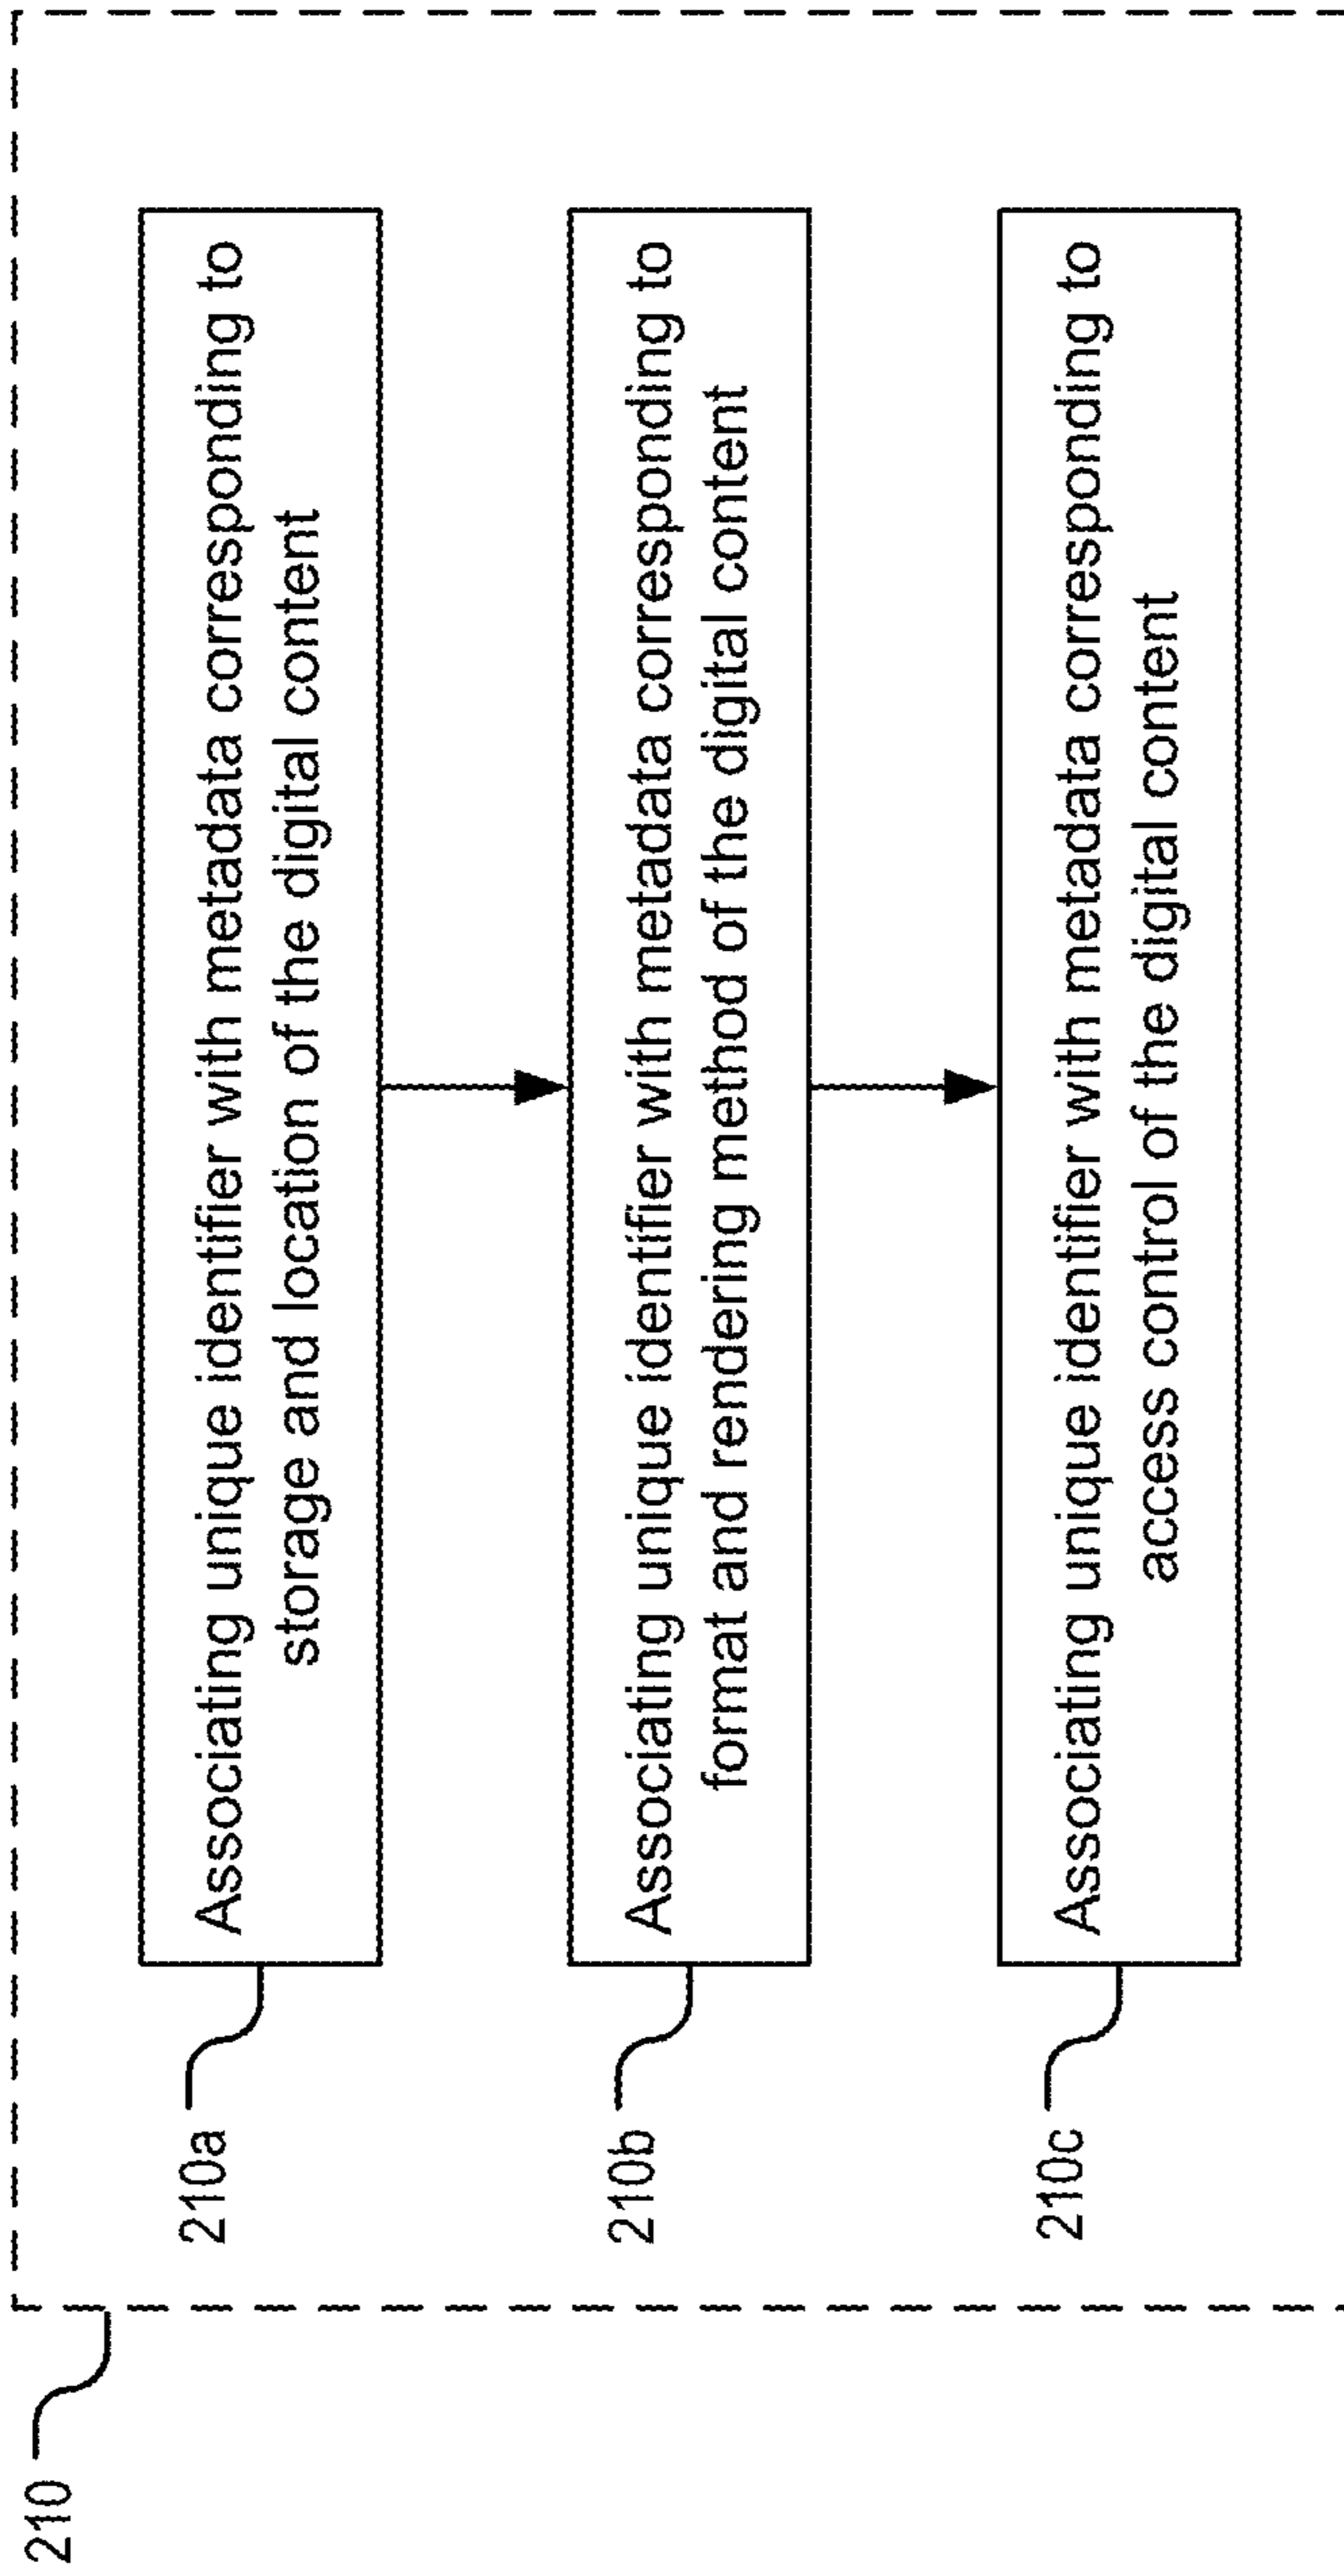 210
210a
Associating unique identifier with metadata corresponding to
storage and location of the digital content
210b
Associating unique identifier with metadata corresponding to
format and rendering method of the digital content
210c
Associating unique identifier with metadata corresponding to
access control of the digital content